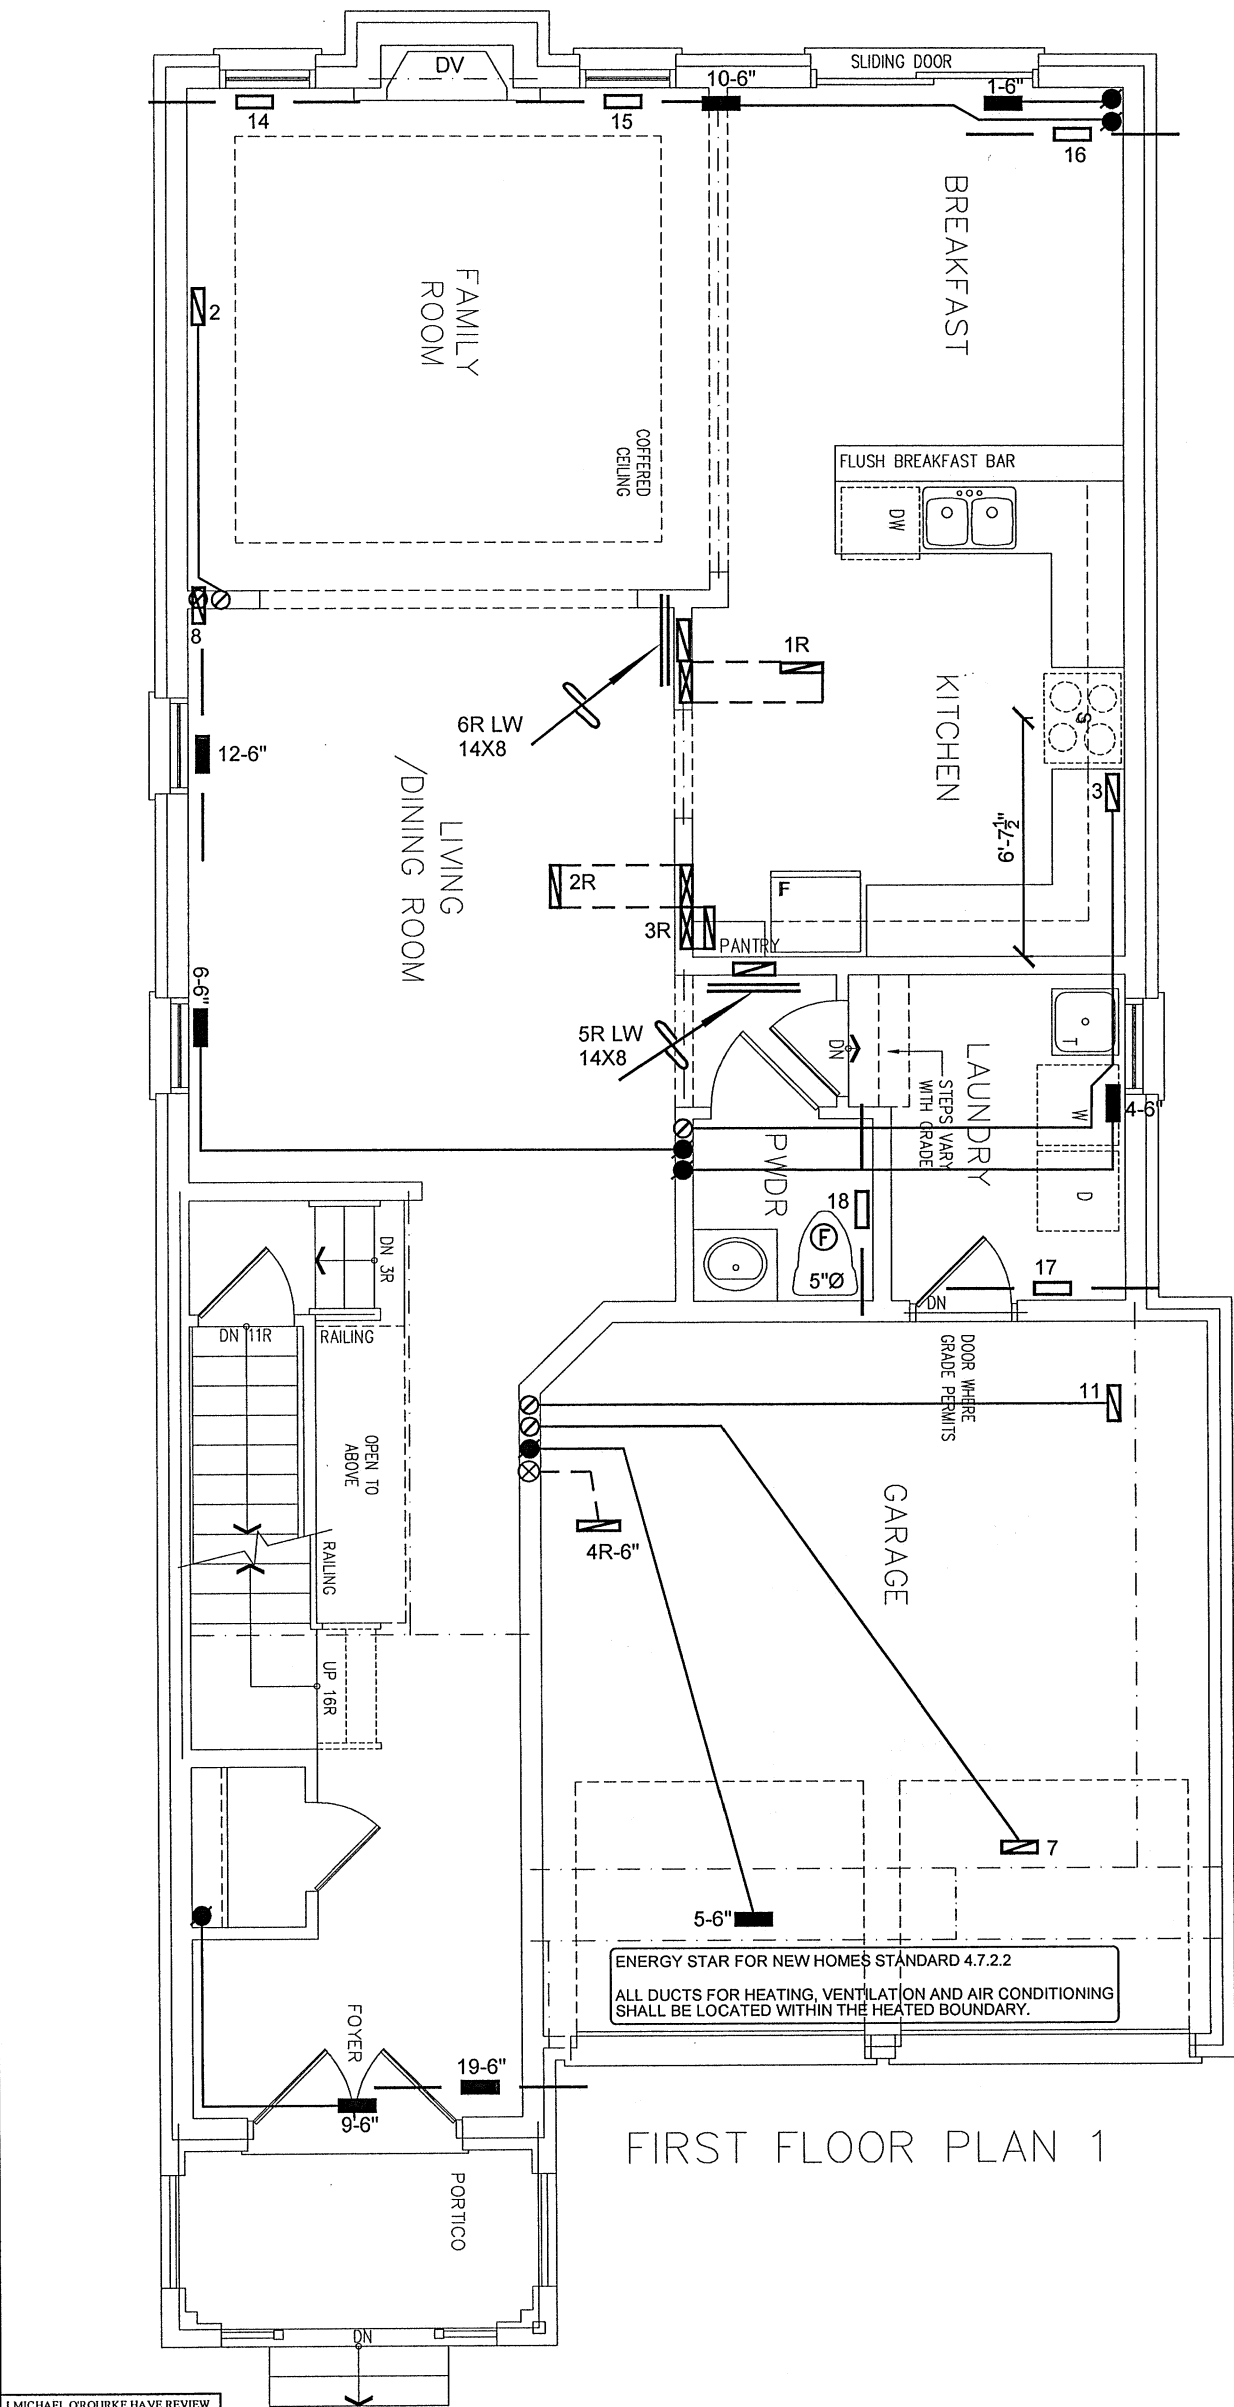 SLIDING DOOR
DV
10-6"
1-6"
14
15
16
BREAKFAST
FAMILY
ROOM
2
COFFERED
CEILING
FLUSH BREAKFAST BAR
DW
8
1R
KITCHEN
S
6R LW
14X8
12-6"
3
6'-7½"
LIVING
/DINING ROOM
2R
F
3R
PANTRY
6-6"
5R LW
14X8
DN
LAUNDRY
T
STEPS VARY
WITH GRADE
W
4-6"
PWDR
D
18
F
5"Ø
17
DN 3R
DN
DN 11R
RAILING
DOOR WHERE
GRADE PERMITS
11
OPEN TO
ABOVE
GARAGE
4R-6"
RAILING
UP 16R
7
5-6"
ENERGY STAR FOR NEW HOMES STANDARD 4.7.2.2
ALL DUCTS FOR HEATING, VENTILATION AND AIR CONDITIONING
SHALL BE LOCATED WITHIN THE HEATED BOUNDARY.
FOYER
19-6"
9-6"
FIRST FLOOR PLAN 1
PORTICO
DN
I MICHAEL O'ROURKE HAVE REVIEW